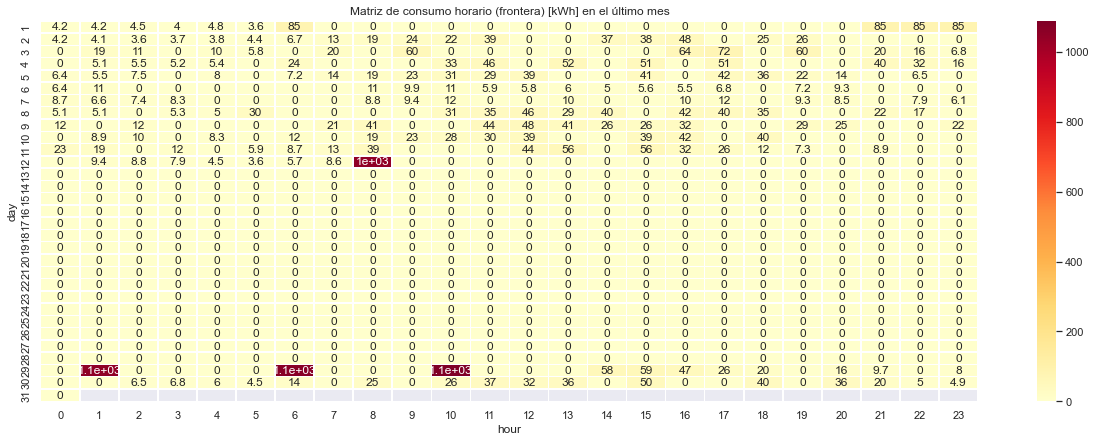 Matriz de consumo horario (frontera) [kWh] en el último mes
1 4.2 4.2 4.5 4 4.8 3.6 85 0 0 0 0 0 0 0 0 0 0 0 0 0 0 85 85 85
2 4.2 4.1 3.6 3.7 3.8 4.4 6.7 13 19 24 22 39 0 0 37 38 48 0 25 26 0 0 0 0
3 0 19 11 0 10 5.8 0 20 0 60 0 0 0 0 0 0 64 72 0 60 0 20 16 6.8
4 0 5.1 5.5 5.2 5.4 0 24 0 0 0 33 46 0 52 0 51 0 51 0 0 0 40 32 16
5 6.4 5.5 7.5 0 8 0 7.2 14 19 23 31 29 39 0 0 41 0 42 36 22 14 0 6.5 0
6 6.4 11 0 0 0 0 0 0 11 9.9 11 5.9 5.8 6 5 5.6 5.5 6.8 0 7.2 9.3 0 0 0
7 8.7 6.6 7.4 8.3 0 0 0 0 8.8 9.4 12 0 0 10 0 0 10 12 0 9.3 8.5 0 7.9 6.1
8 5.1 5.1 0 5.3 5 30 0 0 0 0 31 35 46 29 40 0 42 40 35 0 0 22 17 0
9 12 0 12 0 0 0 0 21 41 0 0 44 48 41 26 26 32 0 0 29 25 0 0 22
10 0 8.9 10 0 8.3 0 12 0 19 23 28 30 39 0 0 39 42 0 40 0 0 0 0 0
11 23 19 0 12 0 5.9 8.7 13 39 0 0 0 44 56 0 56 32 26 12 7.3 0 8.9 0 0
12 0 9.4 8.8 7.9 4.5 3.6 5.7 8.6 1e+03 0 0 0 0 0 0 0 0 0 0 0 0 0 0 0
13 0 0 0 0 0 0 0 0 0 0 0 0 0 0 0 0 0 0 0 0 0 0 0 0
14 0 0 0 0 0 0 0 0 0 0 0 0 0 0 0 0 0 0 0 0 0 0 0 0
15 0 0 0 0 0 0 0 0 0 0 0 0 0 0 0 0 0 0 0 0 0 0 0 0
16 0 0 0 0 0 0 0 0 0 0 0 0 0 0 0 0 0 0 0 0 0 0 0 0
17 0 0 0 0 0 0 0 0 0 0 0 0 0 0 0 0 0 0 0 0 0 0 0 0
18 0 0 0 0 0 0 0 0 0 0 0 0 0 0 0 0 0 0 0 0 0 0 0 0
19 0 0 0 0 0 0 0 0 0 0 0 0 0 0 0 0 0 0 0 0 0 0 0 0
20 0 0 0 0 0 0 0 0 0 0 0 0 0 0 0 0 0 0 0 0 0 0 0 0
21 0 0 0 0 0 0 0 0 0 0 0 0 0 0 0 0 0 0 0 0 0 0 0 0
22 0 0 0 0 0 0 0 0 0 0 0 0 0 0 0 0 0 0 0 0 0 0 0 0
23 0 0 0 0 0 0 0 0 0 0 0 0 0 0 0 0 0 0 0 0 0 0 0 0
24 0 0 0 0 0 0 0 0 0 0 0 0 0 0 0 0 0 0 0 0 0 0 0 0
25 0 0 0 0 0 0 0 0 0 0 0 0 0 0 0 0 0 0 0 0 0 0 0 0
26 0 0 0 0 0 0 0 0 0 0 0 0 0 0 0 0 0 0 0 0 0 0 0 0
27 0 0 0 0 0 0 0 0 0 0 0 0 0 0 0 0 0 0 0 0 0 0 0 0
28 0 0 0 0 0 0 0 0 0 0 0 0 0 0 0 0 0 0 0 0 0 0 0 0
29 0 1.1e+03 0 0 0 0 1.1e+03 0 0 0 1.1e+03 0 0 0 58 59 47 26 20 0 16 9.7 0 8
30 0 0 6.5 6.8 6 4.5 14 0 25 0 26 37 32 36 0 50 0 0 40 0 36 20 5 4.9
31 0
0 1 2 3 4 5 6 7 8 9 10 11 12 13 14 15 16 17 18 19 20 21 22 23
hour
day
1000
800
600
400
200
0